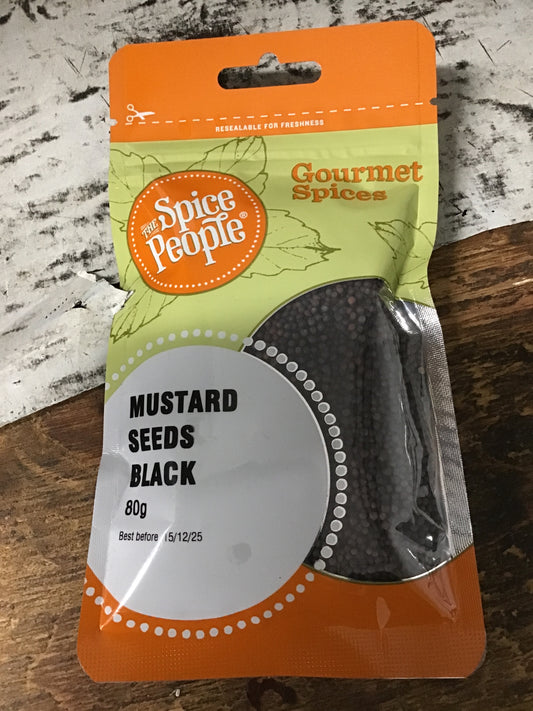 RESEALABLE FOR FRESHNESS
THE Spice
People®
Gourmet
Spices
MUSTARD
SEEDS
BLACK
80g
Best before 15/12/25